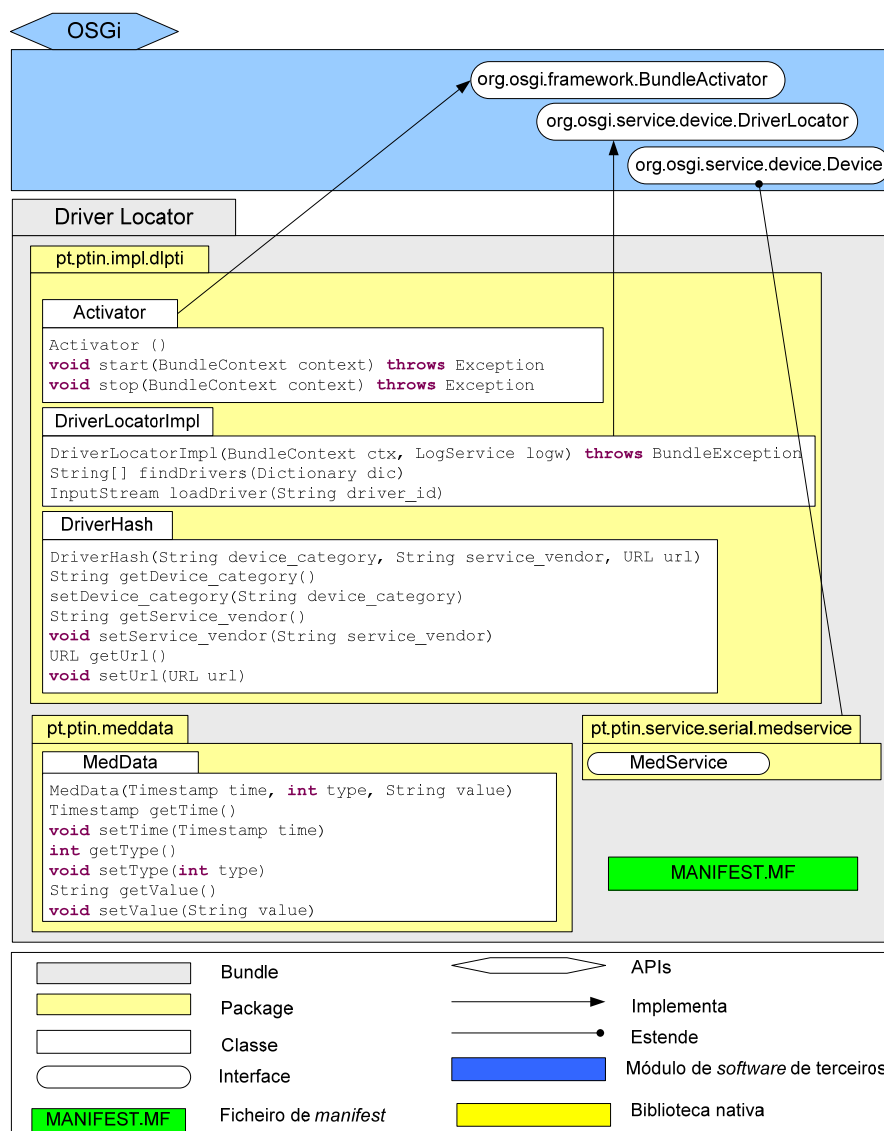 OSGi
org.osgi.framework.BundleActivator
org.osgi.service.device.DriverLocator
org.osgi.service.device.Device
Driver Locator
pt.ptin.impl.dlpti
Activator
Activator ()
void start(BundleContext context) throws Exception
void stop(BundleContext context) throws Exception
DriverLocatorImpl
DriverLocatorImpl(BundleContext ctx, LogService logw) throws BundleException
String[] findDrivers(Dictionary dic)
InputStream loadDriver(String driver_id)
DriverHash
DriverHash(String device_category, String service_vendor, URL url)
String getDevice_category()
setDevice_category(String device_category)
String getService_vendor()
void setService_vendor(String service_vendor)
URL getUrl()
void setUrl(URL url)
pt.ptin.meddata
MedData
MedData(Timestamp time, int type, String value)
Timestamp getTime()
void setTime(Timestamp time)
int getType()
void setType(int type)
String getValue()
void setValue(String value)
pt.ptin.service.serial.medservice
MedService
MANIFEST.MF
Bundle
Package
Classe
Interface
MANIFEST.MF
Ficheiro de manifest
APIs
Implementa
Estende
Módulo de software de terceiros
Biblioteca nativa